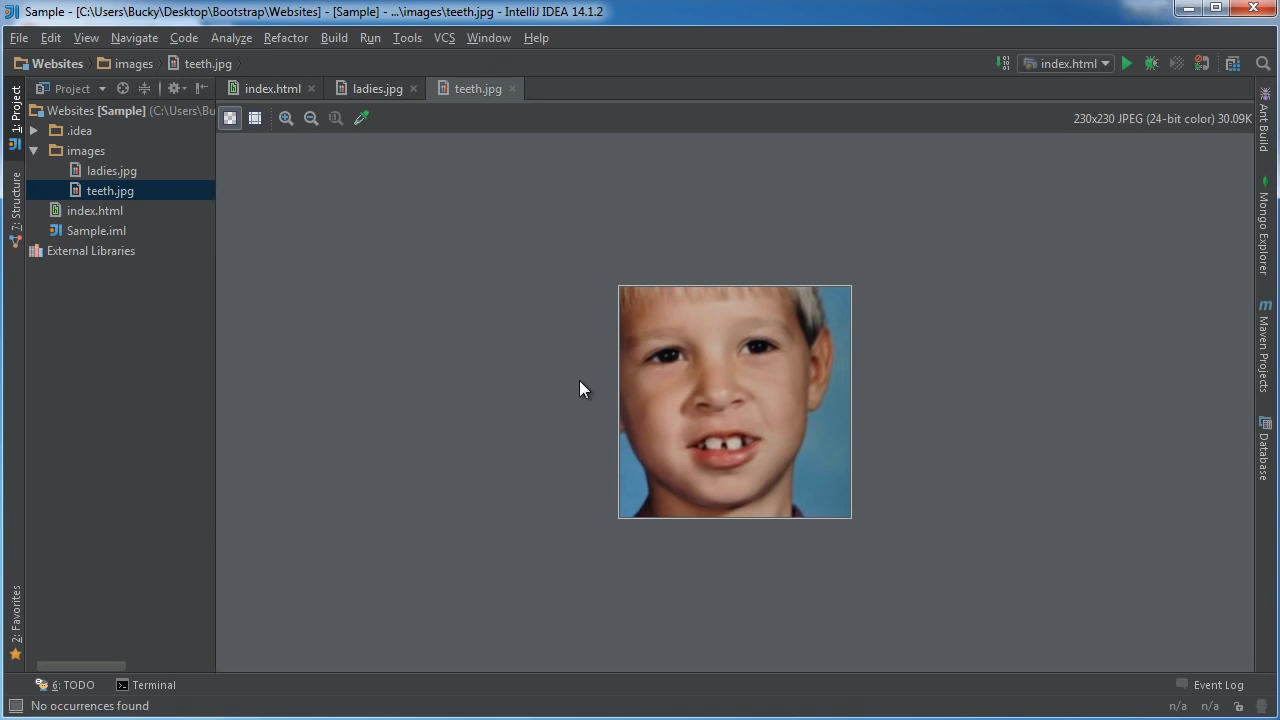 Sample - [C:\Users\Bucky\Desktop\Bootstrap\Websites] - [Sample] - ...\images\teeth.jpg - IntelliJ IDEA 14.1.2
File Edit View Navigate Code Analyze Refactor Build Run Tools VCS Window Help
Websites images teeth.jpg index.html
1: Project
7: Structure
2: Favorites
Project
Websites [Sample] (C:\Users\Bu
.idea
images
ladies.jpg
teeth.jpg
index.html
Sample.iml
External Libraries
index.html ladies.jpg teeth.jpg
230x230 JPEG (24-bit color) 30.09K
Ant Build
Mongo Explorer
Maven Projects
Database
6: TODO Terminal Event Log
No occurrences found n/a n/a